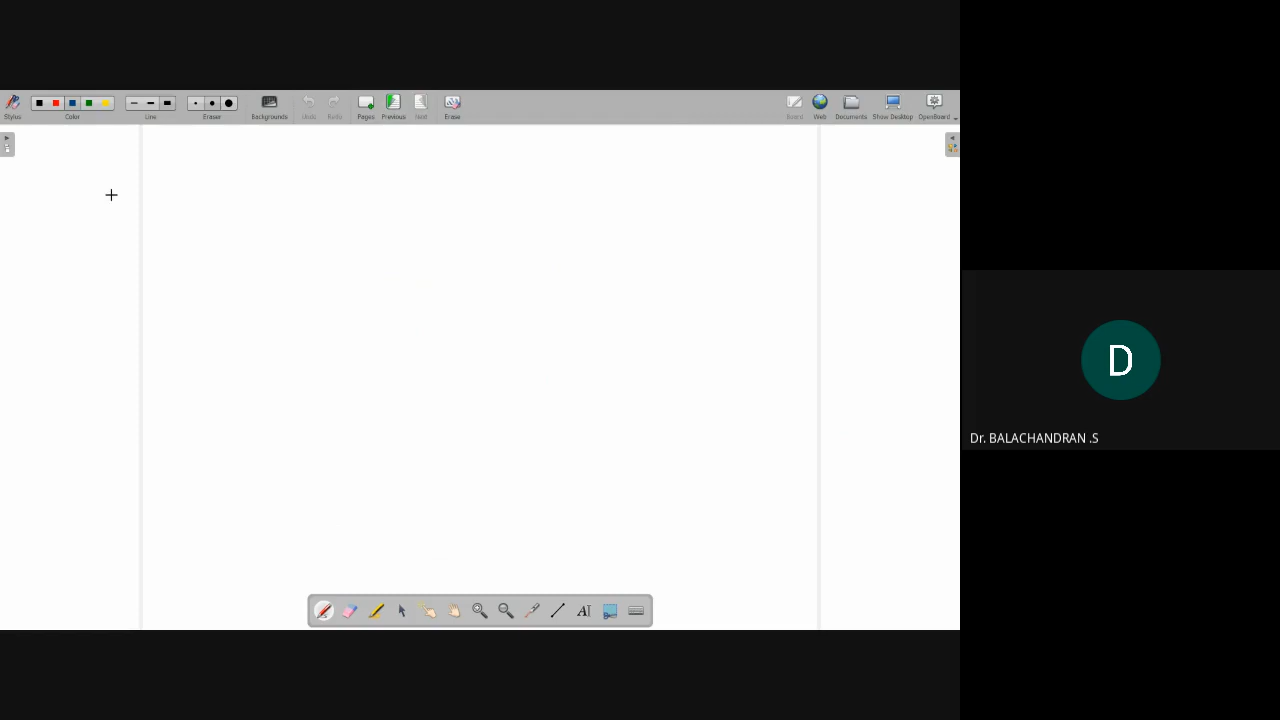 Stylus
Color
Line
Eraser
Backgrounds
Undo
Redo
Pages
Previous
Next
Erase
Board
Web
Documents
Show Desktop
OpenBoard
AI
D
Dr. BALACHANDRAN .S